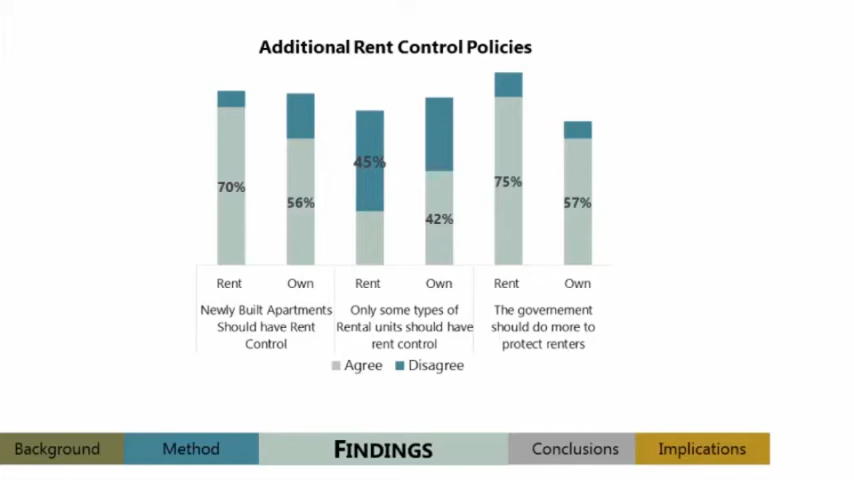 Additional Rent Control Policies
70%
56%
45%
42%
75%
57%
Rent Own Rent Own Rent Own
Newly Built Apartments
Should have Rent
Control
Only some types of
Rental units should have
rent control
The governement
should do more to
protect renters
Agree Disagree
Background Method FINDINGS Conclusions Implications